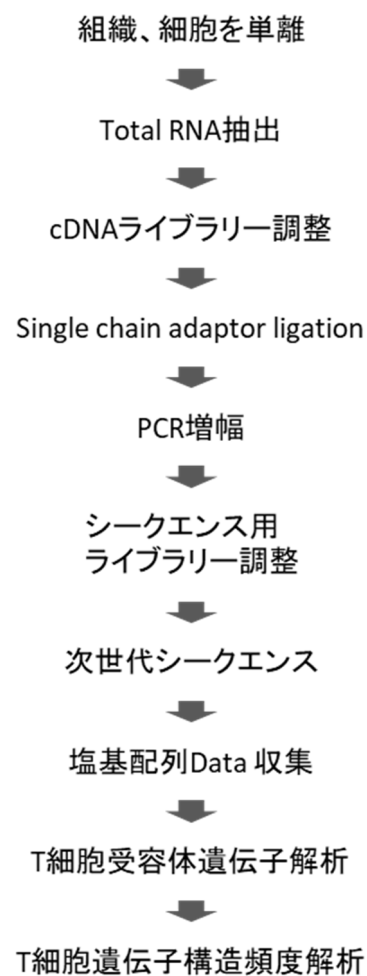 組織、細胞を単離
Total RNA抽出
cDNAライブラリー調整
Single chain adaptor ligation
PCR増幅
シークエンス用
ライブラリー調整
次世代シークエンス
塩基配列Data 収集
T細胞受容体遺伝子解析
T細胞遺伝子構造頻度解析